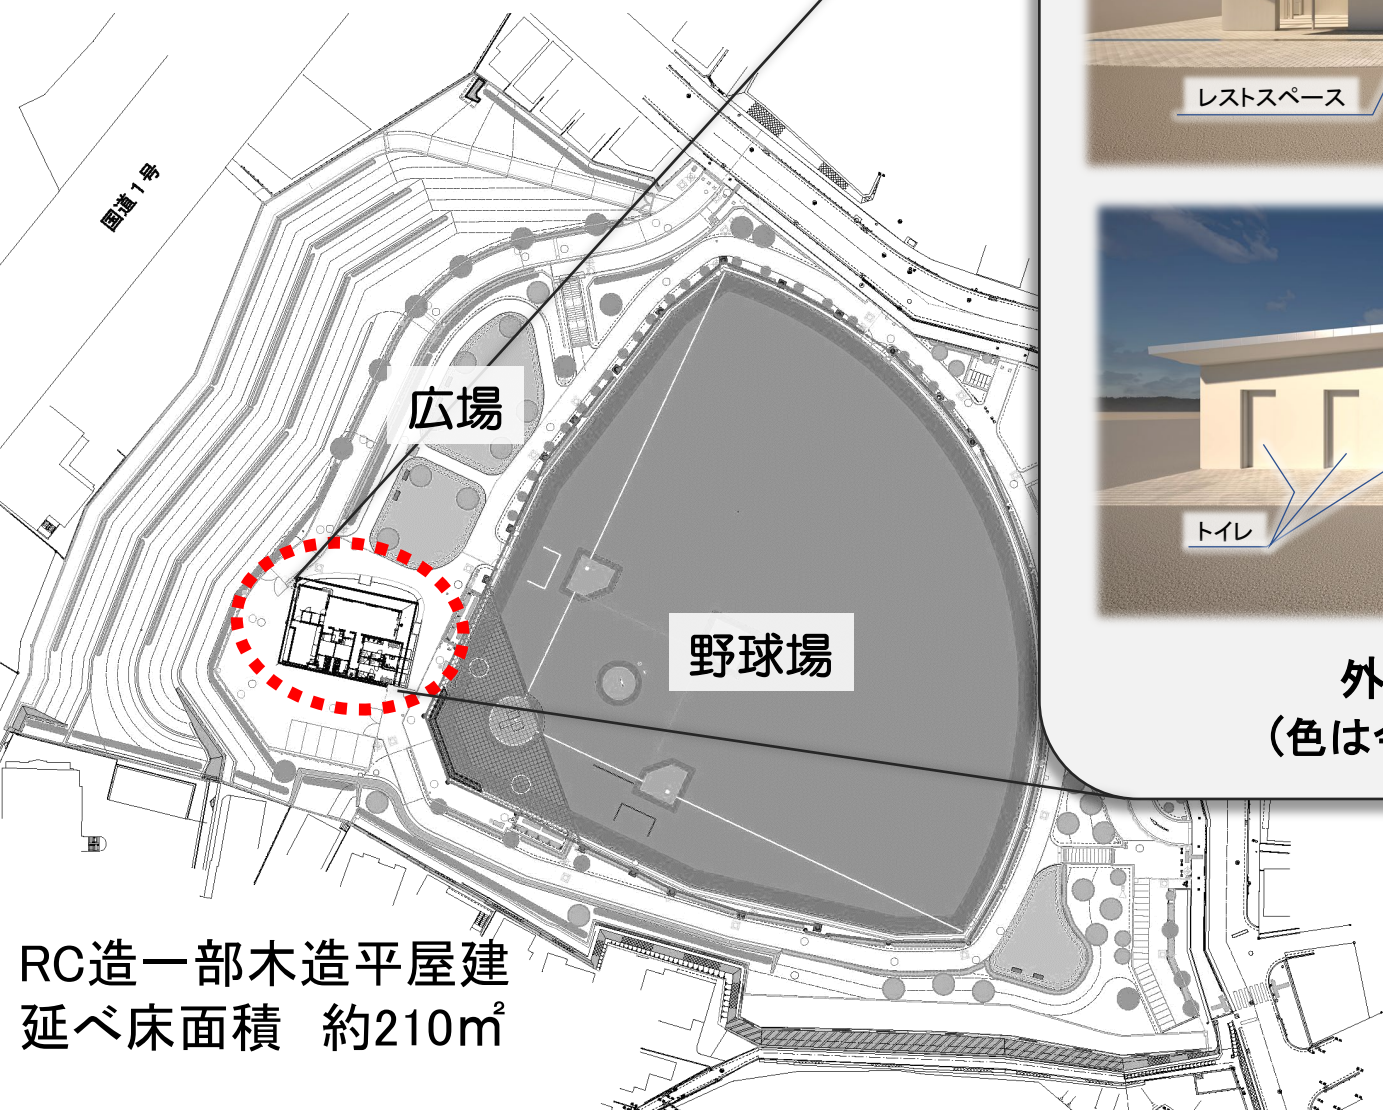 国道1号
レストスペース
広場
トイレ
野球場
外
(色は
RC造一部木造平屋建
延べ床面積 約210㎡